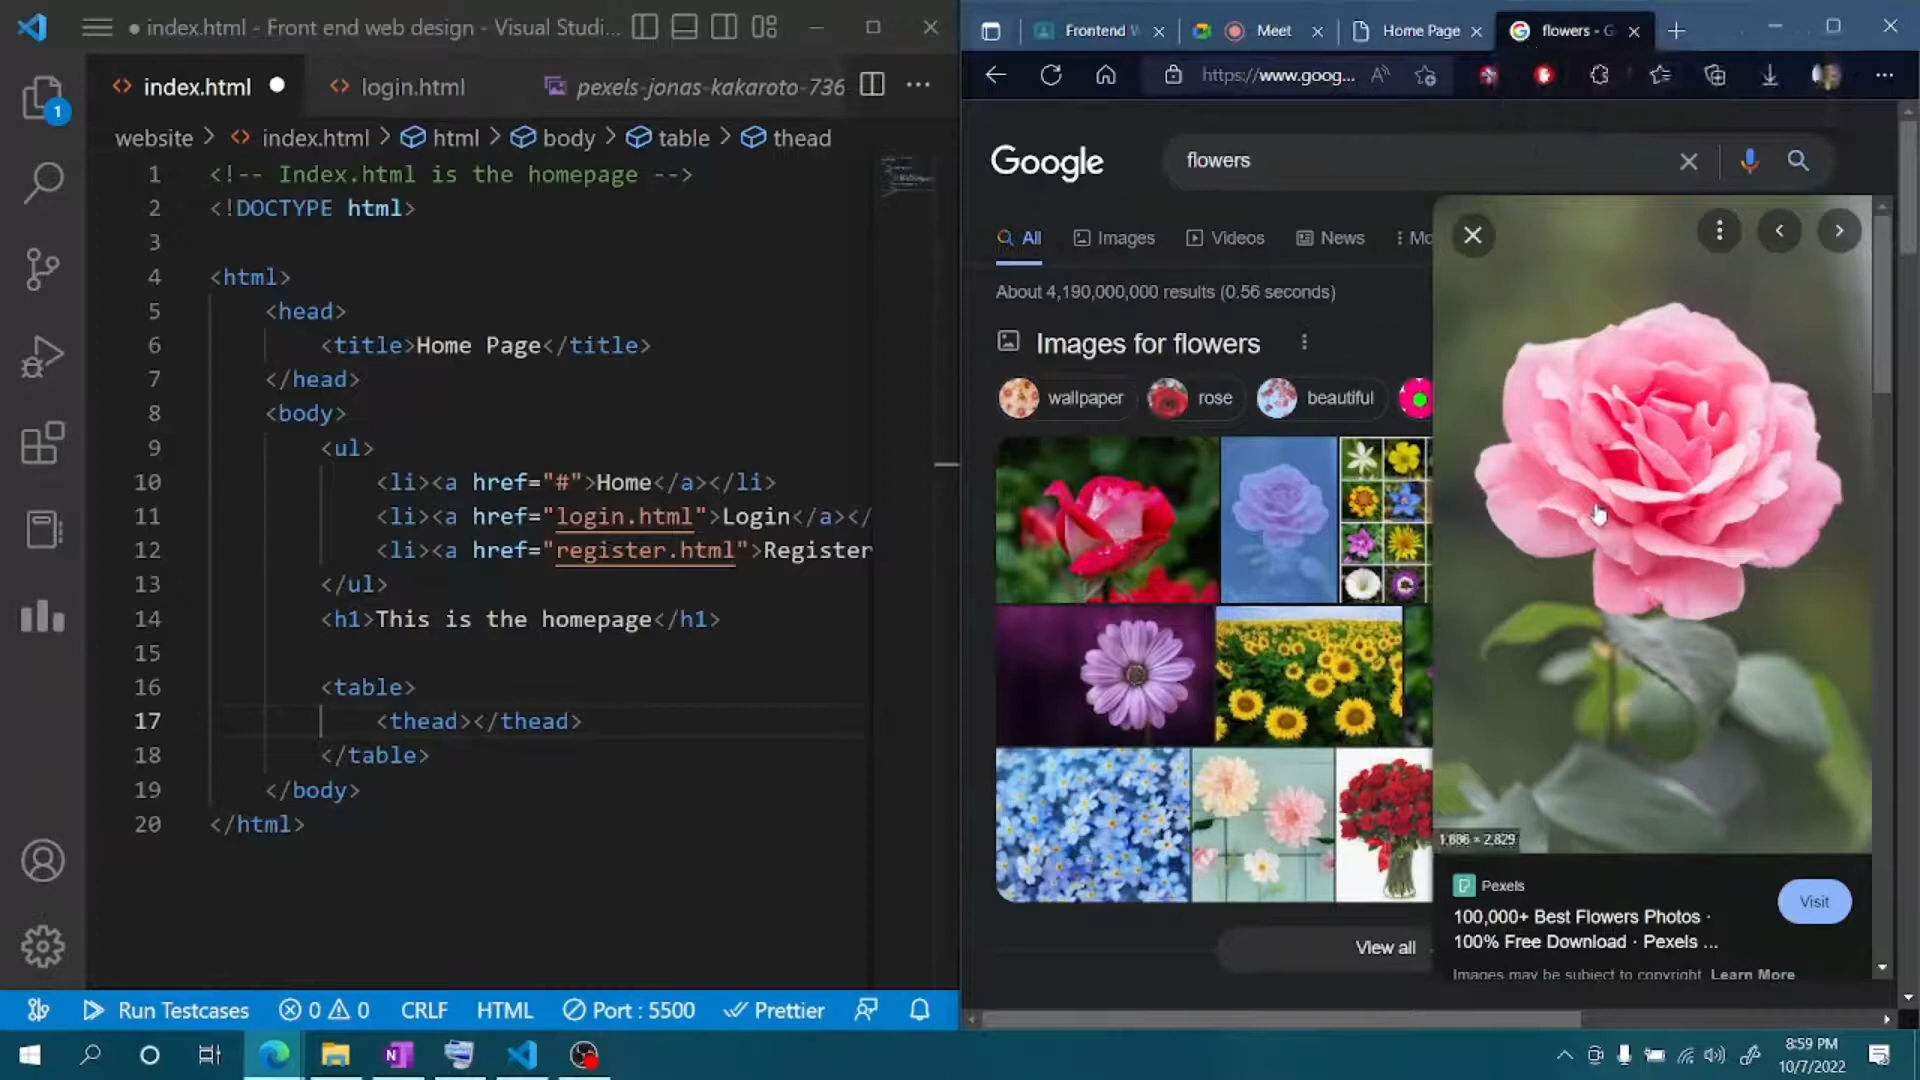 index.html - Front end web design - Visual Studi...
index.html
login.html
pexels-jonas-kakaroto-736
website > index.html > html > body > table > thead
1 <!-- Index.html is the homepage -->
2 <!DOCTYPE html>
3
4 <html>
5 <head>
6 <title>Home Page</title>
7 </head>
8 <body>
9 <ul>
10 <li><a href="#">Home</a></li>
11 <li><a href="login.html">Login</a></
12 <li><a href="register.html">Register
13 </ul>
14 <h1>This is the homepage</h1>
15
16 <table>
17 <thead></thead>
18 </table>
19 </body>
20 </html>
1
Run Testcases
0 0
CRLF
HTML
Port : 5500
Prettier
Frontend W
Meet
Home Page
flowers - G
https://www.goog...
Google
flowers
All
Images
Videos
News
Mo
About 4,190,000,000 results (0.56 seconds)
Images for flowers
wallpaper
rose
beautiful
View all
1,886 × 2,829
Pexels
100,000+ Best Flowers Photos ·
100% Free Download · Pexels ...
Visit
Images may be subject to copyright. Learn More
8:59 PM
10/7/2022